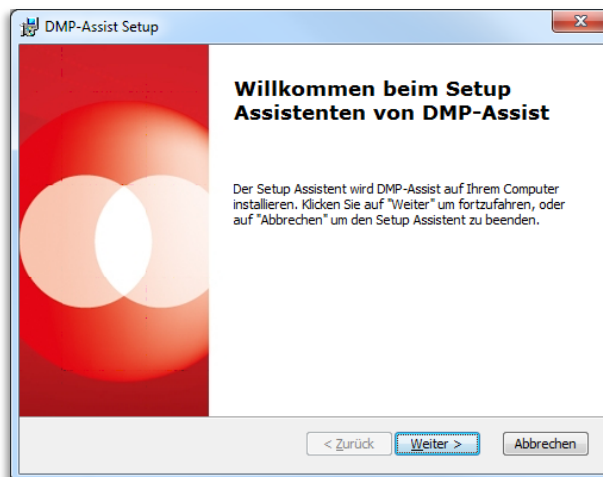 DMP-Assist Setup
Willkommen beim Setup
Assistenten von DMP-Assist
Der Setup Assistent wird DMP-Assist auf Ihrem Computer
installieren. Klicken Sie auf "Weiter" um fortzufahren, oder
auf "Abbrechen" um den Setup Assistent zu beenden.
< Zurück Weiter > Abbrechen